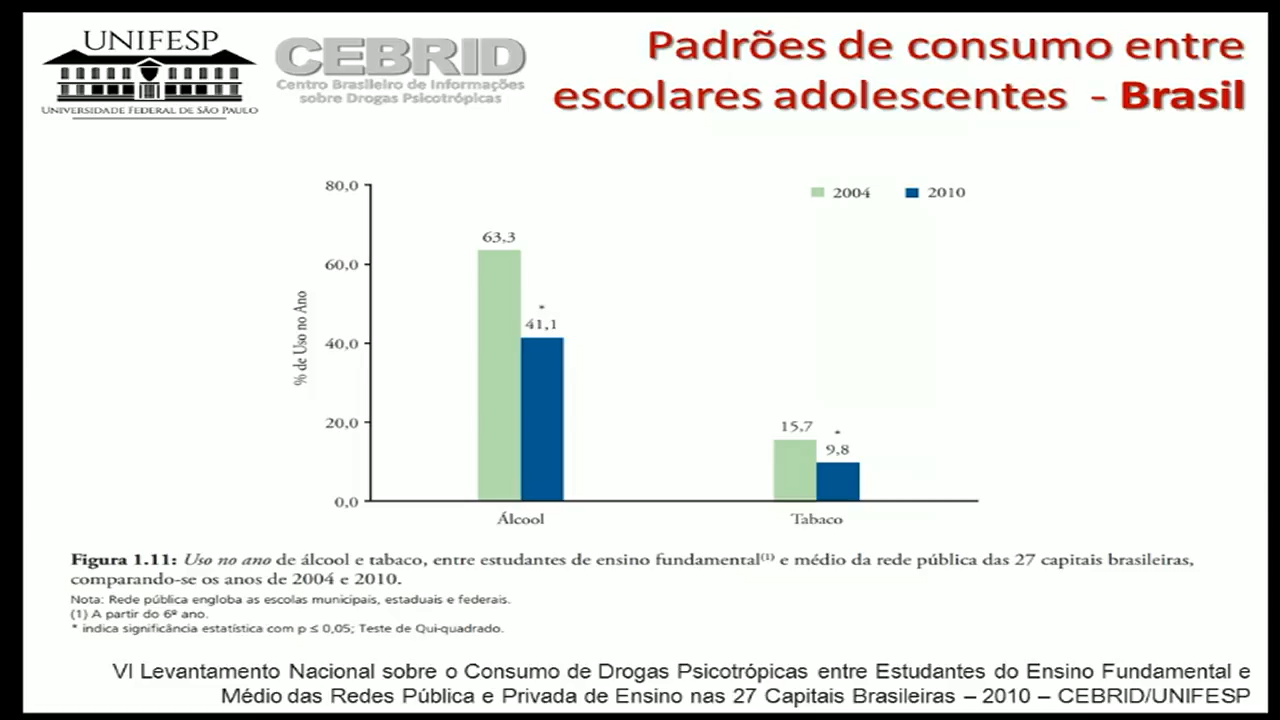 UNIFESP
UNIVERSIDADE FEDERAL DE SÃO PAULO
CEBRID
Centro Brasileiro de Informações
sobre Drogas Psicotrópicas
Padrões de consumo entre
escolares adolescentes - Brasil
80,0
60,0
40,0
20,0
0,0
% de Uso no Ano
2004
2010
63,3
*
41,1
15,7
*
9,8
Álcool
Tabaco
Figura 1.11: Uso no ano de álcool e tabaco, entre estudantes de ensino fundamental(1) e médio da rede pública das 27 capitais brasileiras,
comparando-se os anos de 2004 e 2010.
Nota: Rede pública engloba as escolas municipais, estaduais e federais.
(1) A partir do 6º ano.
* indica significância estatística com p ≤ 0,05; Teste de Qui-quadrado.
VI Levantamento Nacional sobre o Consumo de Drogas Psicotrópicas entre Estudantes do Ensino Fundamental e
Médio das Redes Pública e Privada de Ensino nas 27 Capitais Brasileiras – 2010 – CEBRID/UNIFESP